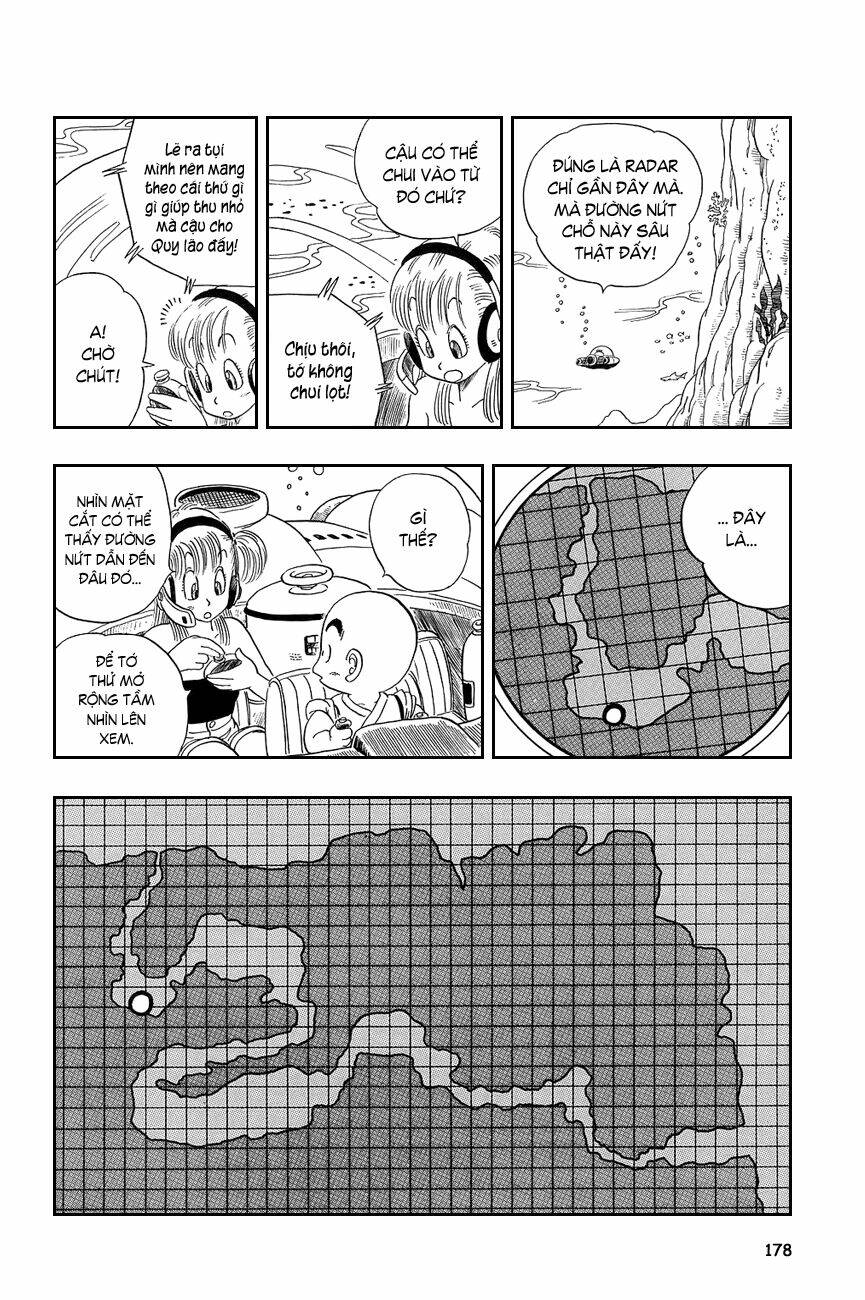 ĐÚNG LÀ RADAR
CHỈ GẦN ĐÂY MÀ.
MÀ ĐƯỜNG NỨT
CHỖ NÀY SÂU
THẬT ĐẤY!
CẬU CÓ THỂ
CHUI VÀO TỪ
ĐÓ CHỨ?
Chịu thôi,
tớ không
chui lọt!
Lẽ ra tụi
mình nên mang
theo cái thứ gì
gì giúp thu nhỏ
mà cậu cho
Quy lão đấy!
A!
CHỜ
CHÚT!
... ĐÂY
LÀ...
GÌ
THẾ?
NHÌN MẶT
CẮT CÓ THỂ
THẤY ĐƯỜNG
NỨT DẪN ĐẾN
ĐÂU ĐÓ...
ĐỂ TỚ
THỬ MỞ
RỘNG TẦM
NHÌN LÊN
XEM.
178